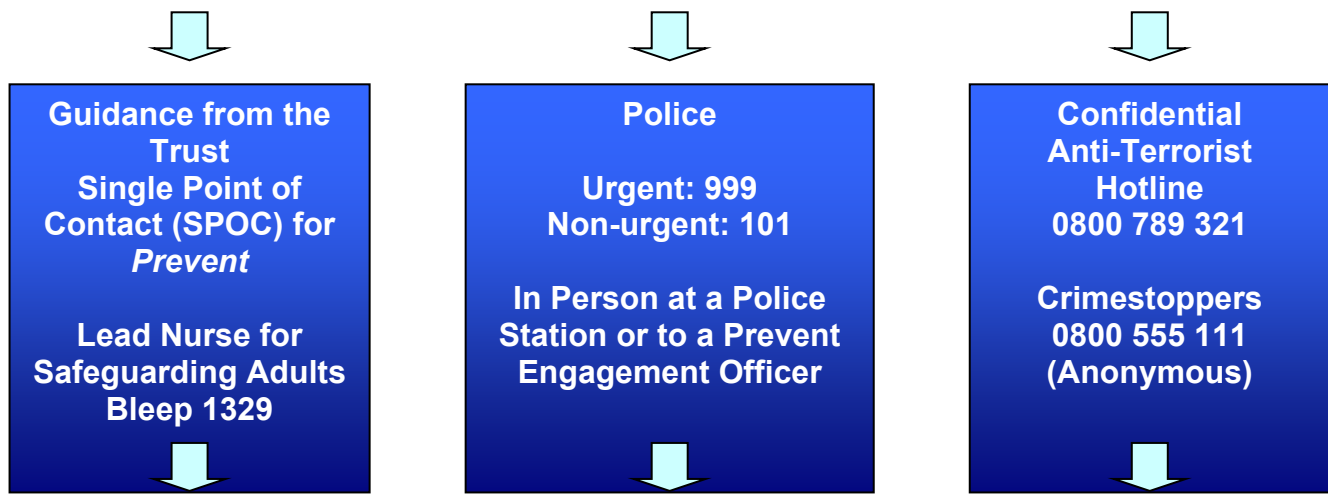 Guidance from the
Trust
Single Point of
Contact (SPOC) for
Prevent
Lead Nurse for
Safeguarding Adults
Bleep 1329
Police
Urgent: 999
Non-urgent: 101
In Person at a Police
Station or to a Prevent
Engagement Officer
Confidential
Anti-Terrorist
Hotline
0800 789 321
Crimestoppers
0800 555 111
(Anonymous)